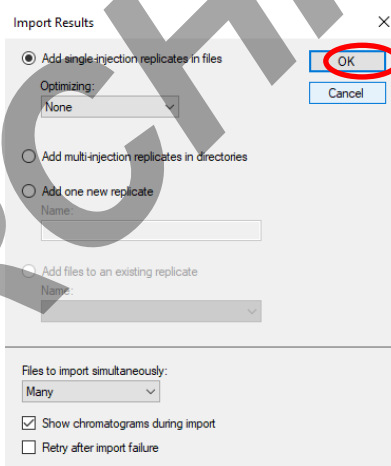 Import Results
Add single-injection replicates in files
OK
Optimizing:
None
Cancel
Add multi-injection replicates in directories
Add one new replicate
Name:
Add files to an existing replicate
Name:
Files to import simultaneously:
Many
Show chromatograms during import
Retry after import failure